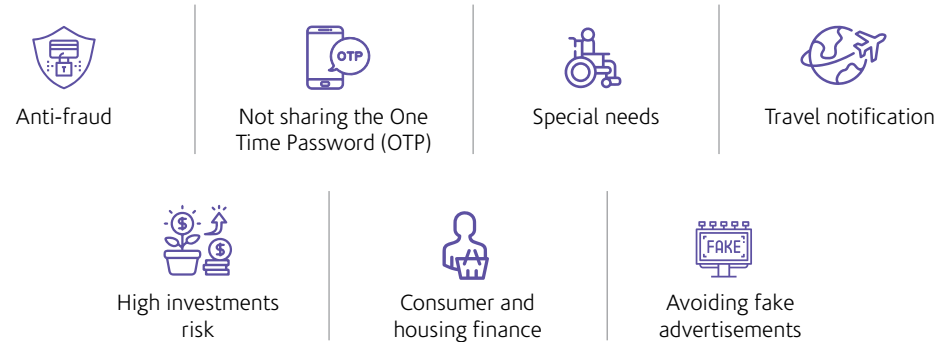 OTP
Anti-fraud
Not sharing the One
Time Password (OTP)
Special needs
Travel notification
$
$
FAKE
High investments
risk
Consumer and
housing finance
Avoiding fake
advertisements